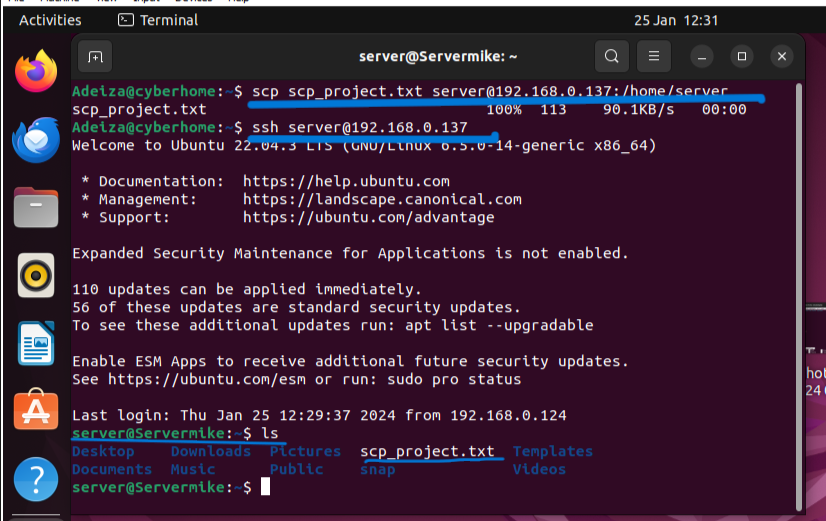 Activities Terminal 25 Jan 12:31
server@Servermike: ~
Adeiza@cyberhome:~$ scp scp_project.txt server@192.168.0.137:/home/server
scp_project.txt 100% 113 90.1KB/s 00:00
Adeiza@cyberhome:~$ ssh server@192.168.0.137
Welcome to Ubuntu 22.04.3 LTS (GNU/Linux 6.5.0-14-generic x86_64)
* Documentation: https://help.ubuntu.com
* Management: https://landscape.canonical.com
* Support: https://ubuntu.com/advantage
Expanded Security Maintenance for Applications is not enabled.
110 updates can be applied immediately.
56 of these updates are standard security updates.
To see these additional updates run: apt list --upgradable
Enable ESM Apps to receive additional future security updates.
See https://ubuntu.com/esm or run: sudo pro status
Last login: Thu Jan 25 12:29:37 2024 from 192.168.0.124
server@Servermike:~$ ls
Desktop Downloads Pictures scp_project.txt Templates
Documents Music Public snap Videos
server@Servermike:~$